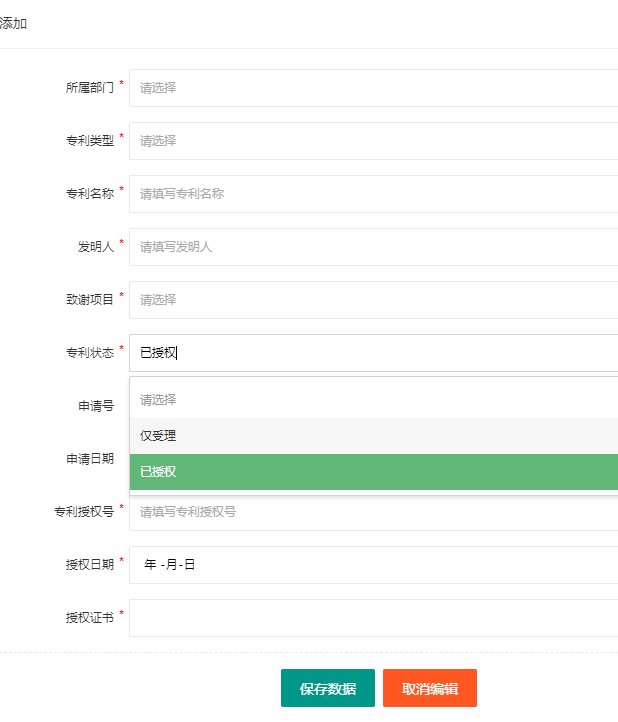 添加
所属部门 * 请选择
专利类型 * 请选择
专利名称 * 请填写专利名称
发明人 * 请填写发明人
致谢项目 * 请选择
专利状态 * 已授权
申请号 请选择
仅受理
申请日期 已授权
专利授权号 * 请填写专利授权号
授权日期 * 年 -月-日
授权证书 *
保存数据 取消编辑